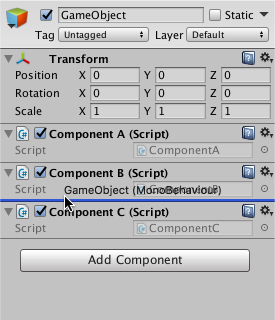 GameObject Static
Tag Untagged Layer Default
Transform
Position X 0 Y 0 Z 0
Rotation X 0 Y 0 Z 0
Scale X 1 Y 1 Z 1
Component A (Script)
Script ComponentA
Component B (Script)
Script
GameObject (MonoBehaviour)
Component C (Script)
Script ComponentC
Add Component